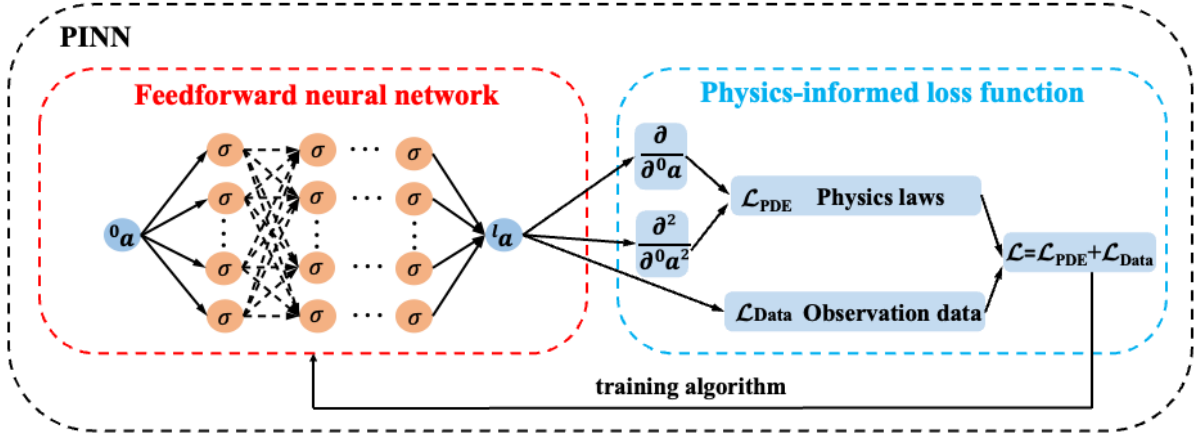 PINN
Feedforward neural network
σ σ ··· σ
σ σ ··· σ
⁰a
ˡa
σ σ ··· σ
σ σ ··· σ
Physics-informed loss function
∂
∂⁰a
∂²
∂⁰a²
ℒPDE Physics laws
ℒData Observation data
ℒ=ℒPDE+ℒData
training algorithm